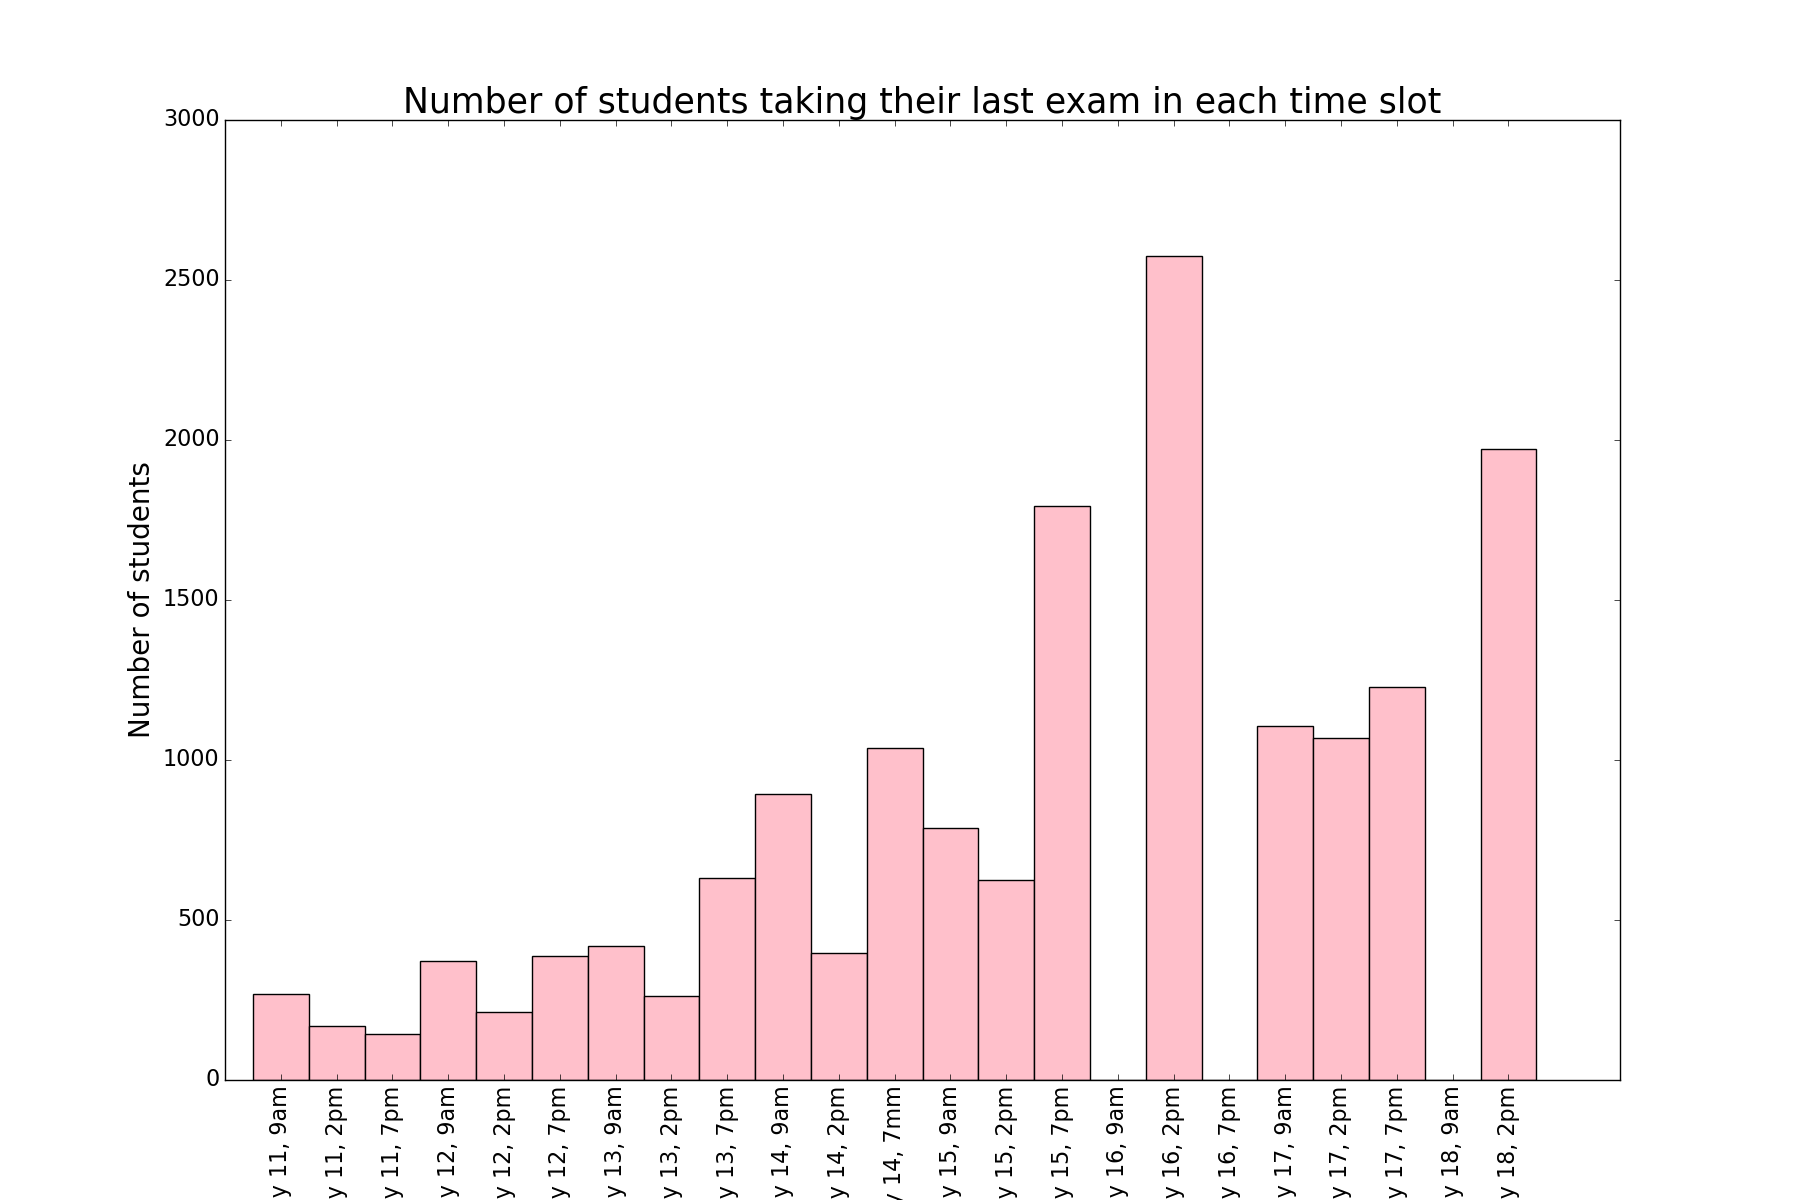 Number of students taking their last exam in each time slot
3000
2500
2000
1500
1000
500
0
Number of students
y 11, 9am
y 11, 2pm
y 11, 7pm
y 12, 9am
y 12, 2pm
y 12, 7pm
y 13, 9am
y 13, 2pm
y 13, 7pm
y 14, 9am
y 14, 2pm
y 14, 7mm
y 15, 9am
y 15, 2pm
y 15, 7pm
y 16, 9am
y 16, 2pm
y 16, 7pm
y 17, 9am
y 17, 2pm
y 17, 7pm
y 18, 9am
y 18, 2pm